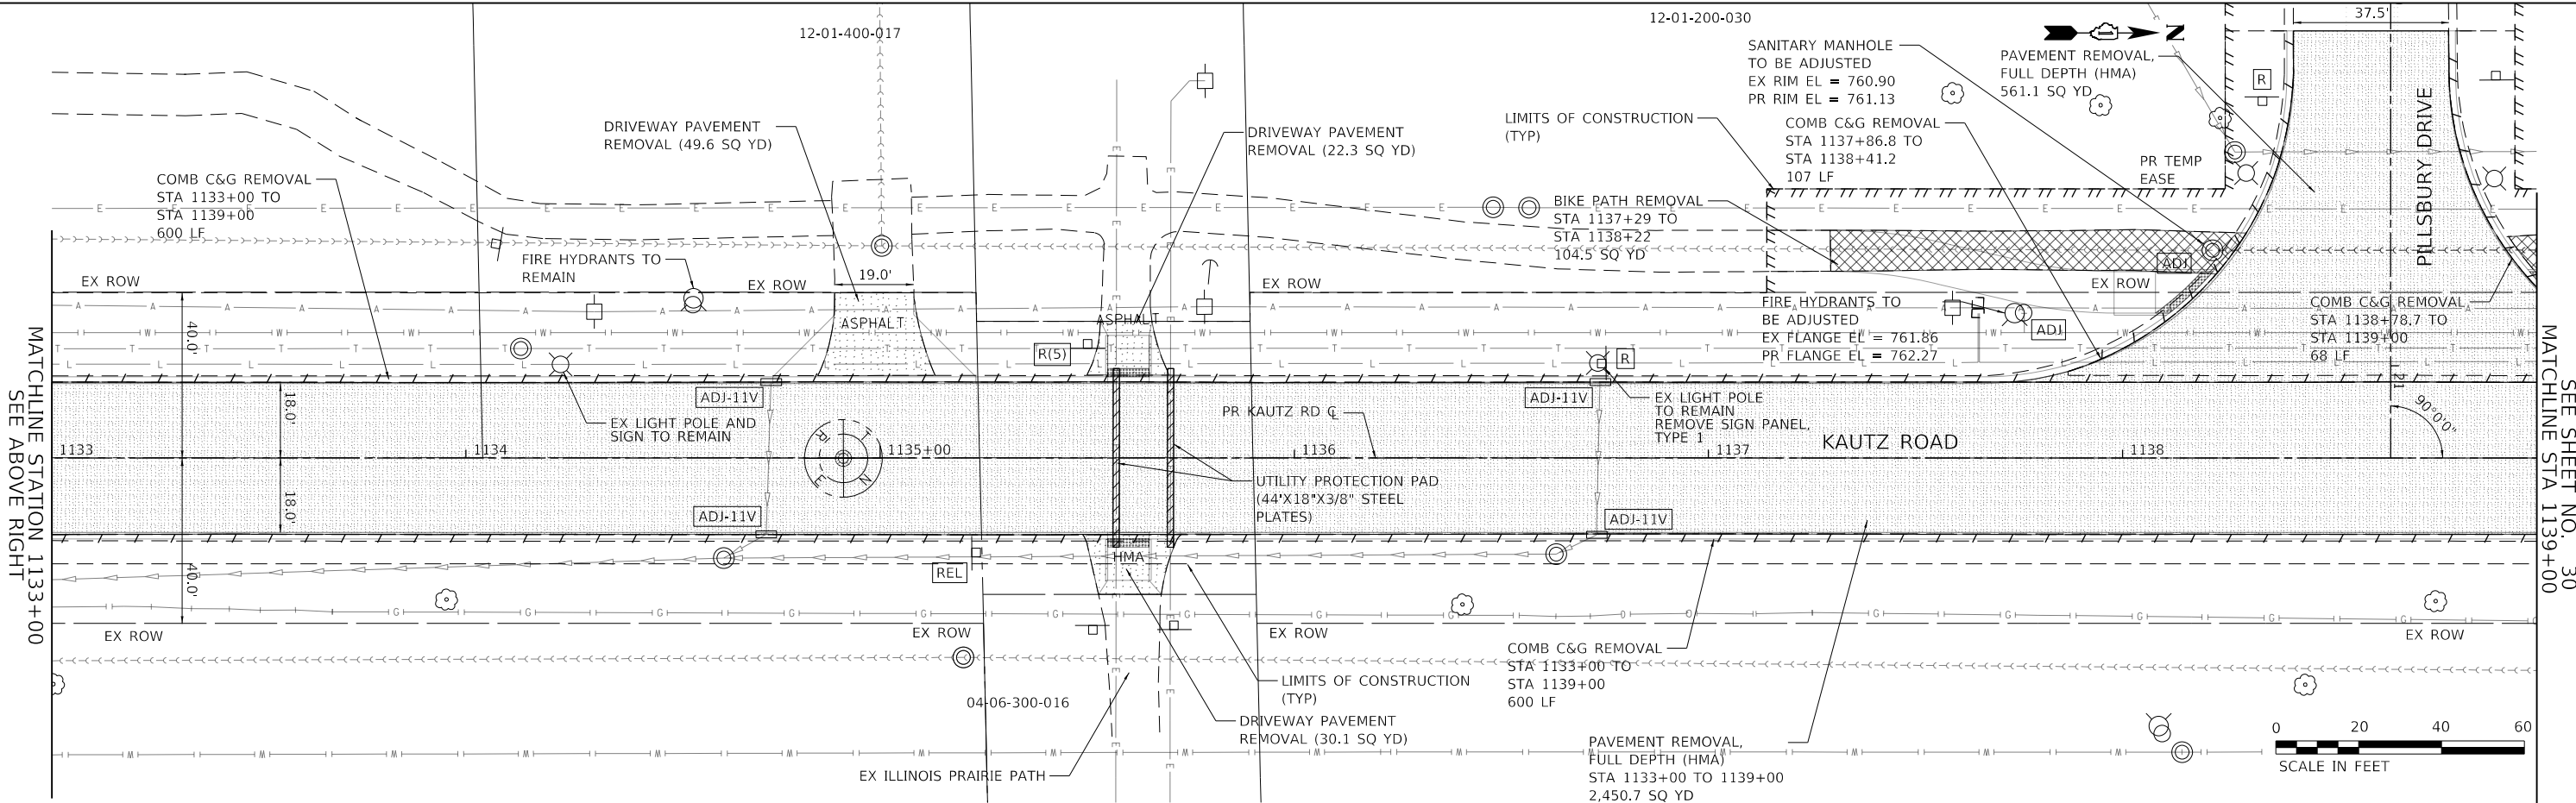 12-01-400-017
12-01-200-030
37.5'
N
SANITARY MANHOLE
TO BE ADJUSTED
EX RIM EL = 760.90
PR RIM EL = 761.13
PAVEMENT REMOVAL,
FULL DEPTH (HMA)
561.1 SQ YD
R
DRIVEWAY PAVEMENT
REMOVAL (49.6 SQ YD)
DRIVEWAY PAVEMENT
REMOVAL (22.3 SQ YD)
LIMITS OF CONSTRUCTION
(TYP)
COMB C&G REMOVAL
STA 1137+86.8 TO
STA 1138+41.2
107 LF
PR TEMP
EASE
PILLSBURY DRIVE
COMB C&G REMOVAL
STA 1133+00 TO
STA 1139+00
600 LF
BIKE PATH REMOVAL
STA 1137+29 TO
STA 1138+22
104.5 SQ YD
FIRE HYDRANTS TO
REMAIN
19.0'
EX ROW
EX ROW
EX ROW
EX ROW
ADJ
FIRE HYDRANTS TO
BE ADJUSTED
EX FLANGE EL = 761.86
PR FLANGE EL = 762.27
ADJ
COMB C&G REMOVAL
STA 1138+78.7 TO
STA 1139+00
68 LF
ASPHALT
ASPHALT
40.0'
R(5)
R
21
ADJ-11V
ADJ-11V
18.0'
EX LIGHT POLE AND
SIGN TO REMAIN
EX LIGHT POLE
TO REMAIN
REMOVE SIGN PANEL,
TYPE 1
PR KAUTZ RD ℄
KAUTZ ROAD
90°0'0"
1133
1134
1135+00
1136
1137
1138
UTILITY PROTECTION PAD
(44'X18"X3/8" STEEL
PLATES)
18.0'
ADJ-11V
ADJ-11V
HMA
REL
40.0'
EX ROW
EX ROW
EX ROW
EX ROW
04-06-300-016
LIMITS OF CONSTRUCTION
(TYP)
COMB C&G REMOVAL
STA 1133+00 TO
STA 1139+00
600 LF
DRIVEWAY PAVEMENT
REMOVAL (30.1 SQ YD)
EX ILLINOIS PRAIRIE PATH
PAVEMENT REMOVAL,
FULL DEPTH (HMA)
STA 1133+00 TO 1139+00
2,450.7 SQ YD
0 20 40 60
SCALE IN FEET
MATCHLINE STATION 1133+00
SEE ABOVE RIGHT
MATCHLINE STA 1139+00
SEE SHEET NO. 30